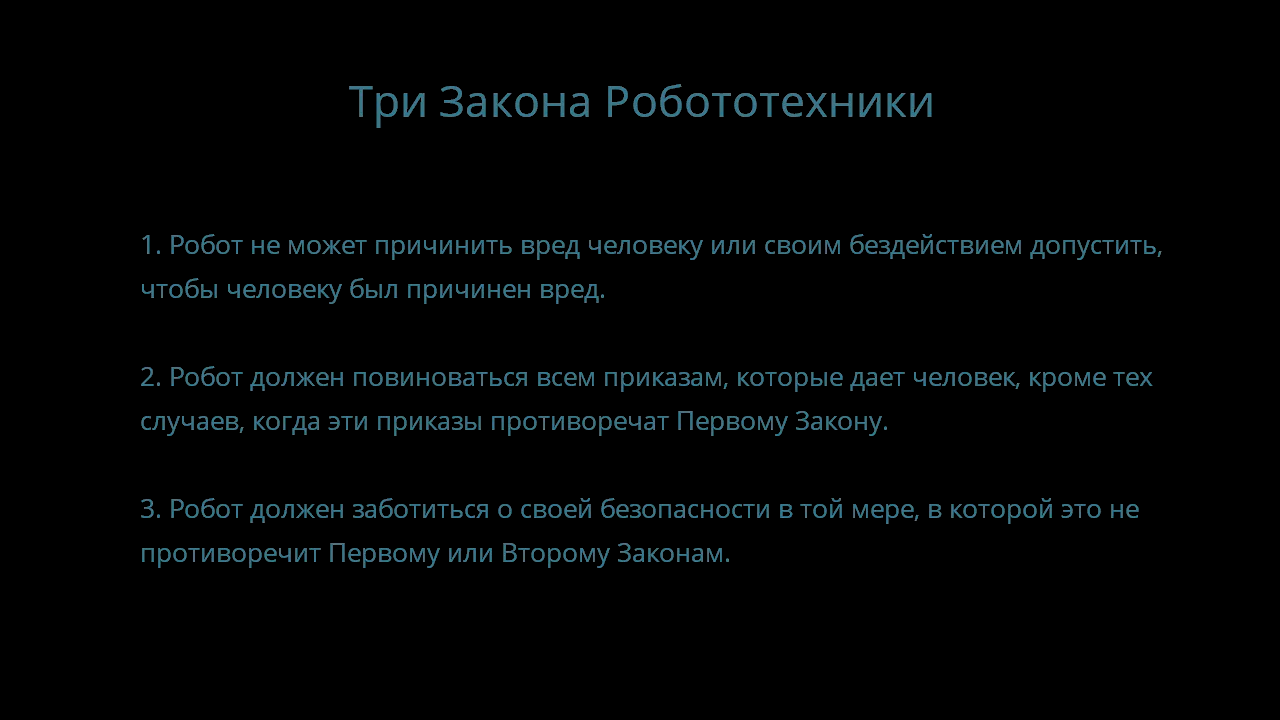 Три Закона Робототехники
1. Робот не может причинить вред человеку или своим бездействием допустить,
чтобы человеку был причинен вред.
2. Робот должен повиноваться всем приказам, которые дает человек, кроме тех
случаев, когда эти приказы противоречат Первому Закону.
3. Робот должен заботиться о своей безопасности в той мере, в которой это не
противоречит Первому или Второму Законам.